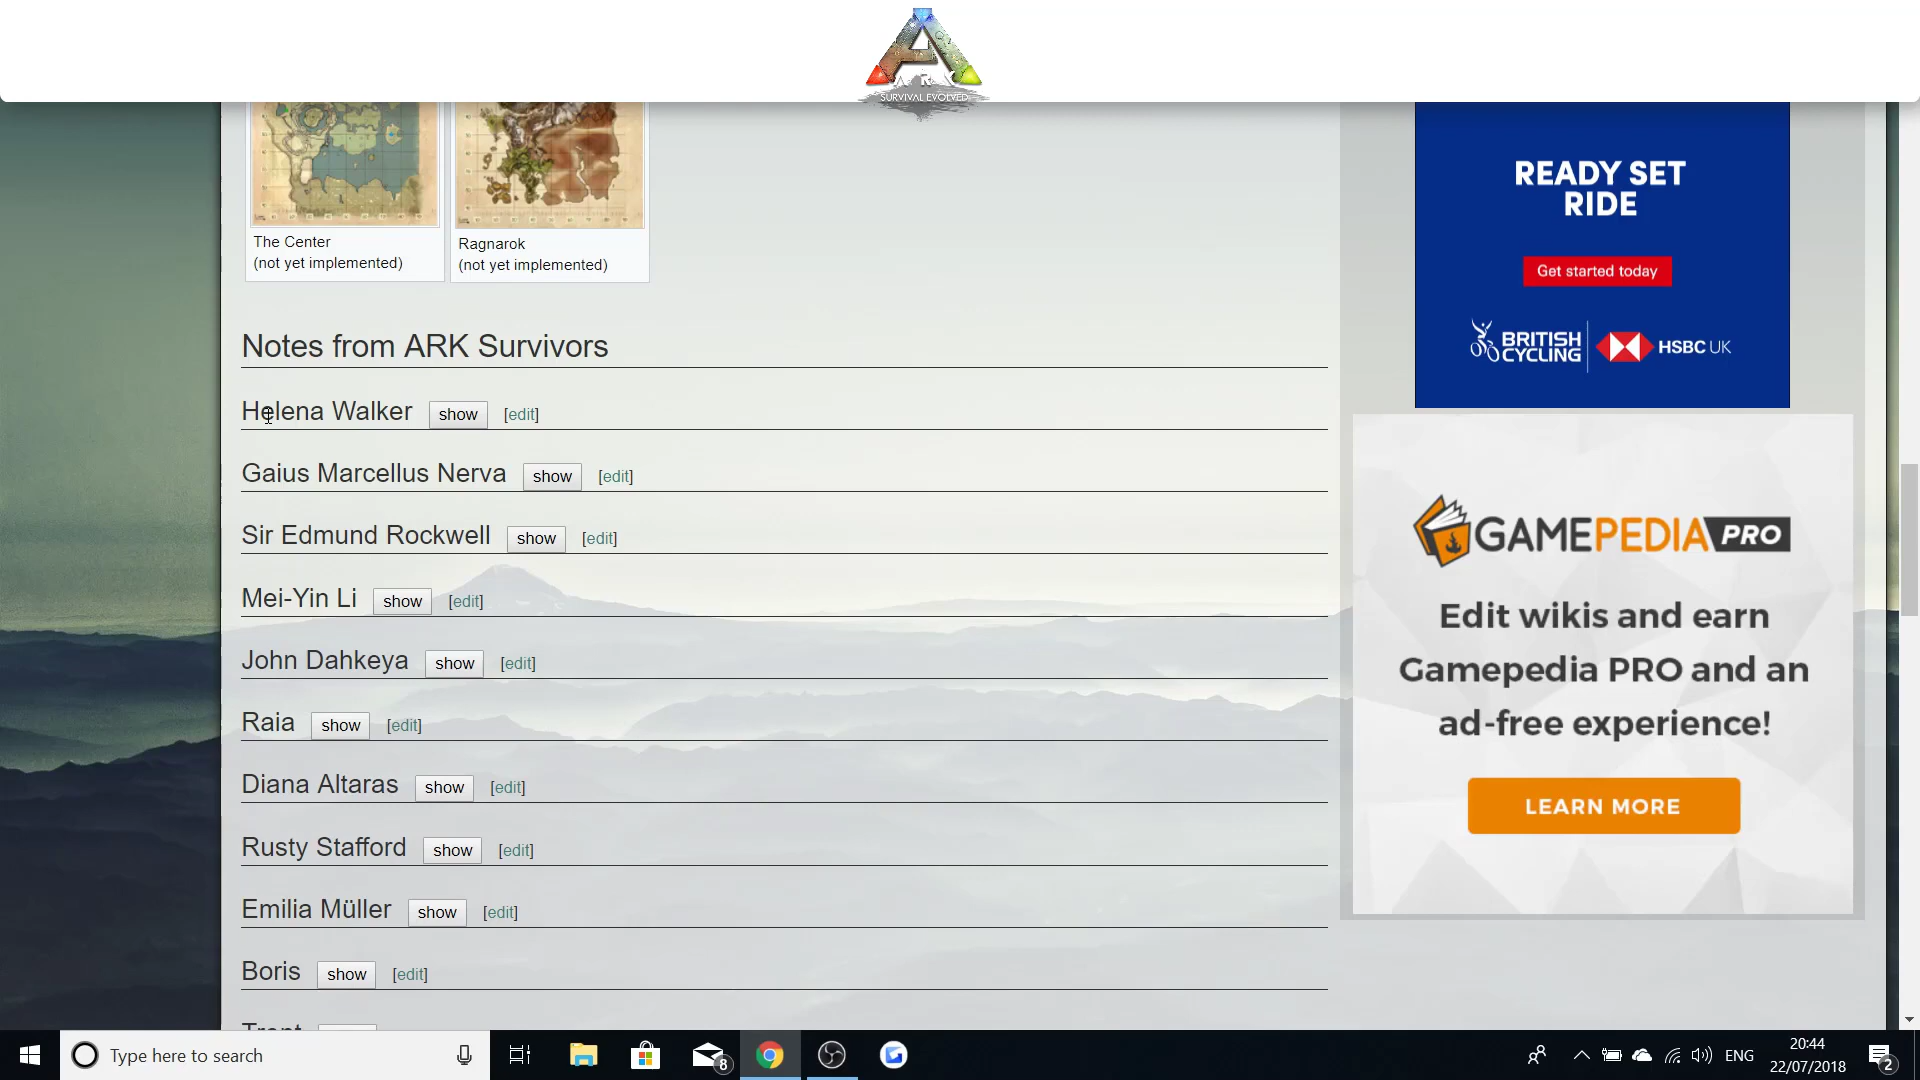 ARK
SURVIVAL EVOLVED
The Center
(not yet implemented)
Ragnarok
(not yet implemented)
Notes from ARK Survivors
Helena Walker show [edit]
Gaius Marcellus Nerva show [edit]
Sir Edmund Rockwell show [edit]
Mei-Yin Li show [edit]
John Dahkeya show [edit]
Raia show [edit]
Diana Altaras show [edit]
Rusty Stafford show [edit]
Emilia Müller show [edit]
Boris show [edit]
READY SET
RIDE
Get started today
BRITISH
CYCLING
HSBC UK
GAMEPEDIA PRO
Edit wikis and earn
Gamepedia PRO and an
ad-free experience!
LEARN MORE
Type here to search
8
ENG
20:44
22/07/2018
2